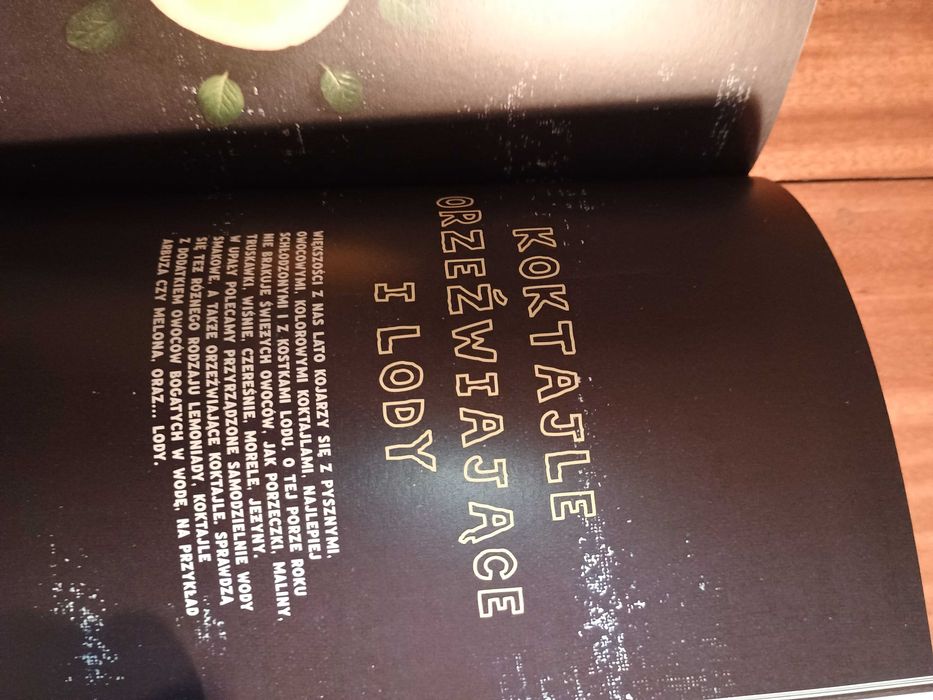 KOKTAJLE
ORZEŹWIAJĄCE
I LODY
WIĘKSZOŚCI Z NAS LATO KOJARZY SIĘ Z PYSZNYMI,
OWOCOWYMI, KOLOROWYMI KOKTAJLAMI, NAJLEPIEJ
SCHŁODZONYMI I Z KOSTKAMI LODU. O TEJ PORZE ROKU
NIE BRAKUJE ŚWIEŻYCH OWOCÓW, JAK PORZECZKI, MALINY,
TRUSKAWKI, WIŚNIE, CZEREŚNIE, MORELE, JEŻYNY.
W UPAŁY POLECAMY PRZYRZĄDZONE SAMODZIELNIE WODY
SMAKOWE, A TAKŻE ORZEŹWIAJĄCE KOKTAJLE. SPRAWDZĄ
SIĘ TEŻ RÓŻNEGO RODZAJU LEMONIADY, KOKTAJLE
Z DODATKIEM OWOCÓW BOGATYCH W WODĘ, NA PRZYKŁAD
ARBUZA CZY MELONA, ORAZ... LODY.